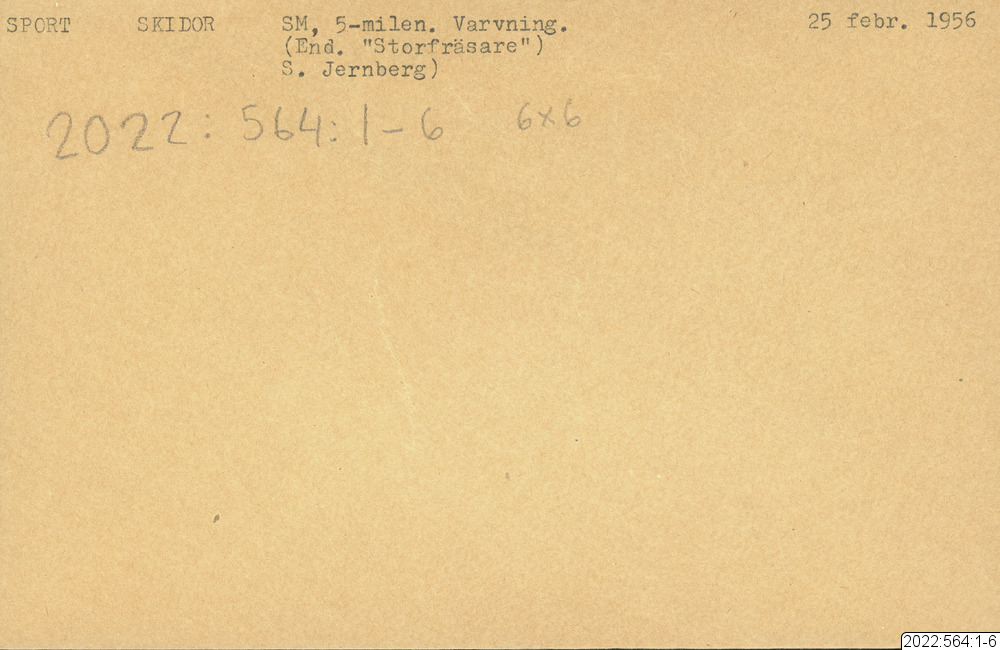 SPORT SKIDOR SM, 5-milen. Varvning. 25 febr. 1956
(End. "Storfräsare")
S. Jernberg)
2022:564:1-6 6x6
2022:564:1-6